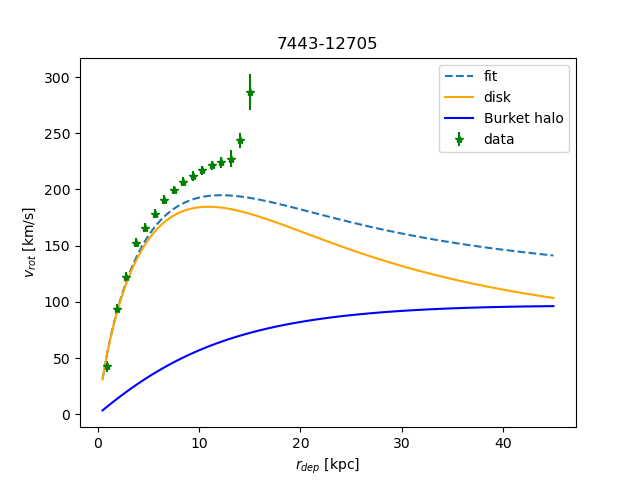 7443-12705
fit
disk
Burket halo
data
300
250
200
150
100
50
0
v_rot [km/s]
0 10 20 30 40
r_dep [kpc]